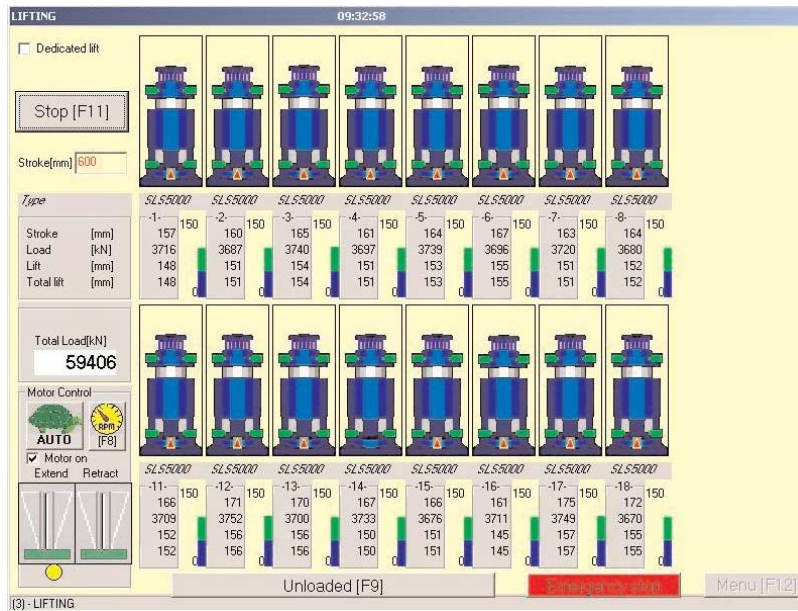 LIFTING 09:32:58
Dedicated lift
Stop [F11]
Stroke[mm] 600
Type SLS5000 SLS5000 SLS5000 SLS5000 SLS5000 SLS5000 SLS5000 SLS5000
-1- -2- -3- -4- -5- -6- -7- -8-
150 150 150 150 150 150 150 150
Stroke [mm] 157 160 165 161 164 167 163 164
Load [kN] 3716 3687 3740 3697 3739 3696 3720 3680
Lift [mm] 148 151 154 151 153 155 151 152
Total lift [mm] 148 151 154 151 153 155 151 152
0 0 0 0 0 0 0 0
Total Load[kN]
59406
Motor Control
RPM
AUTO [F8]
Motor on
Extend Retract
SLS5000 SLS5000 SLS5000 SLS5000 SLS5000 SLS5000 SLS5000 SLS5000
-11- -12- -13- -14- -15- -16- -17- -18-
150 150 150 150 150 150 150 150
166 171 170 167 166 161 175 172
3709 3752 3700 3733 3676 3711 3749 3670
152 156 156 150 151 145 157 155
152 156 156 150 151 145 157 155
0 0 0 0 0 0 0 0
Unloaded [F9] Emergency stop Menu [F12]
(3) - LIFTING